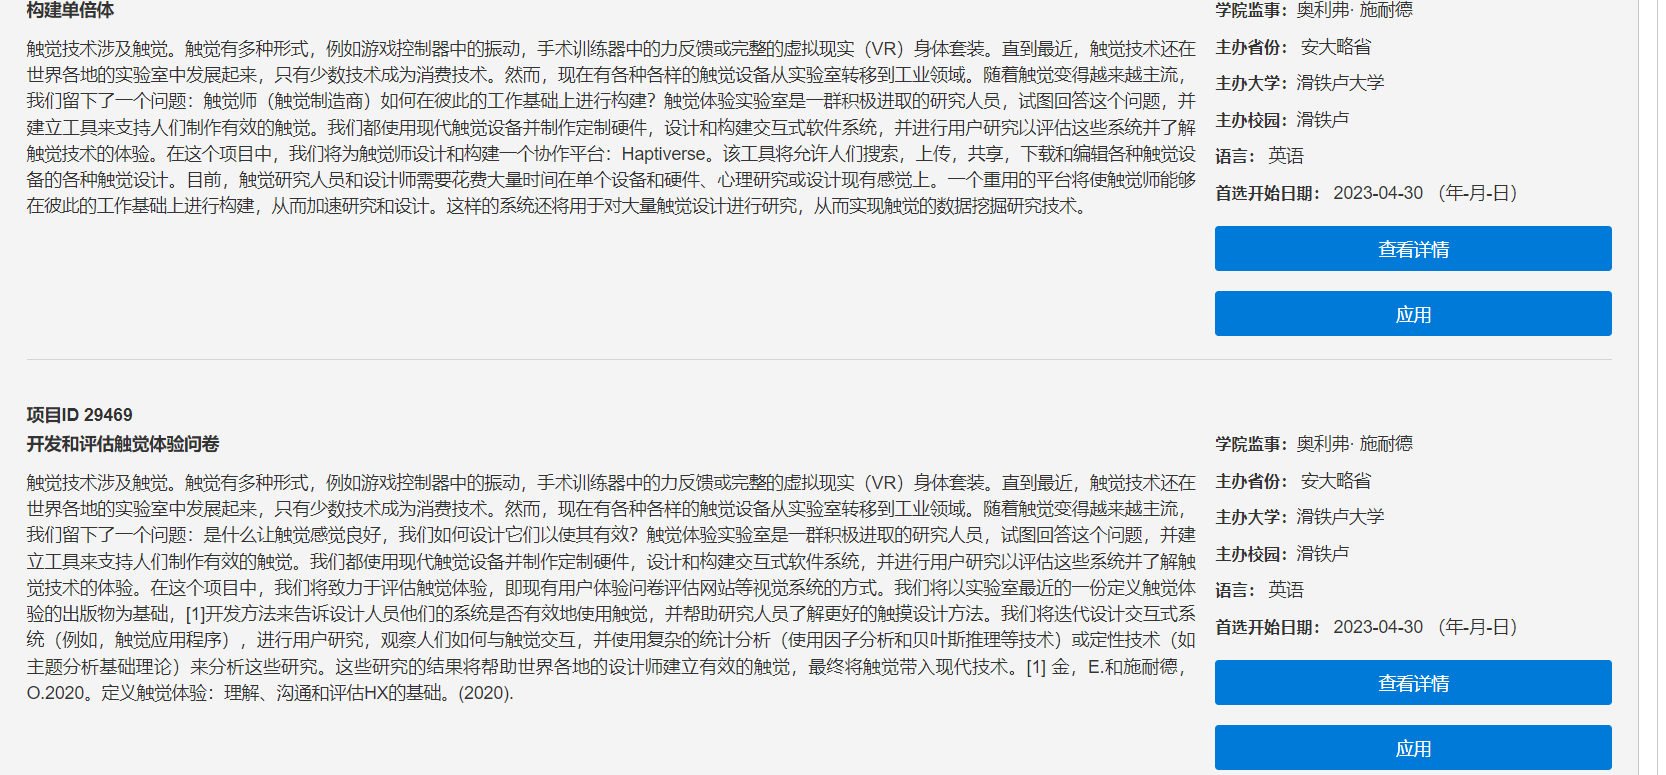 构建单倍体
触觉技术涉及触觉。触觉有多种形式，例如游戏控制器中的振动，手术训练器中的力反馈或完整的虚拟现实（VR）身体套装。直到最近，触觉技术还在
世界各地的实验室中发展起来，只有少数技术成为消费技术。然而，现在有各种各样的触觉设备从实验室转移到工业领域。随着触觉变得越来越主流，
我们留下了一个问题：触觉师（触觉制造商）如何在彼此的工作基础上进行构建？触觉体验实验室是一群积极进取的研究人员，试图回答这个问题，并
建立工具来支持人们制作有效的触觉。我们都使用现代触觉设备并制作定制硬件，设计和构建交互式软件系统，并进行用户研究以评估这些系统并了解
触觉技术的体验。在这个项目中，我们将为触觉师设计和构建一个协作平台：Haptiverse。该工具将允许人们搜索，上传，共享，下载和编辑各种触觉设
备的各种触觉设计。目前，触觉研究人员和设计师需要花费大量时间在单个设备和硬件、心理研究或设计现有感觉上。一个重用的平台将使触觉师能够
在彼此的工作基础上进行构建，从而加速研究和设计。这样的系统还将用于对大量触觉设计进行研究，从而实现触觉的数据挖掘研究技术。
学院监事：奥利弗· 施耐德
主办省份： 安大略省
主办大学：滑铁卢大学
主办校园：滑铁卢
语言： 英语
首选开始日期： 2023-04-30 （年-月-日）
查看详情
应用
项目ID 29469
开发和评估触觉体验问卷
触觉技术涉及触觉。触觉有多种形式，例如游戏控制器中的振动，手术训练器中的力反馈或完整的虚拟现实（VR）身体套装。直到最近，触觉技术还在
世界各地的实验室中发展起来，只有少数技术成为消费技术。然而，现在有各种各样的触觉设备从实验室转移到工业领域。随着触觉变得越来越主流，
我们留下了一个问题：是什么让触觉感觉良好，我们如何设计它们以使其有效？触觉体验实验室是一群积极进取的研究人员，试图回答这个问题，并建
立工具来支持人们制作有效的触觉。我们都使用现代触觉设备并制作定制硬件，设计和构建交互式软件系统，并进行用户研究以评估这些系统并了解触
觉技术的体验。在这个项目中，我们将致力于评估触觉体验，即现有用户体验问卷评估网站等视觉系统的方式。我们将以实验室最近的一份定义触觉体
验的出版物为基础，[1]开发方法来告诉设计人员他们的系统是否有效地使用触觉，并帮助研究人员了解更好的触摸设计方法。我们将迭代设计交互式系
统（例如，触觉应用程序），进行用户研究，观察人们如何与触觉交互，并使用复杂的统计分析（使用因子分析和贝叶斯推理等技术）或定性技术（如
主题分析基础理论）来分析这些研究。这些研究的结果将帮助世界各地的设计师建立有效的触觉，最终将触觉带入现代技术。[1] 金，E.和施耐德，
O.2020。定义触觉体验：理解、沟通和评估HX的基础。(2020).
学院监事：奥利弗· 施耐德
主办省份： 安大略省
主办大学：滑铁卢大学
主办校园：滑铁卢
语言： 英语
首选开始日期： 2023-04-30 （年-月-日）
查看详情
应用